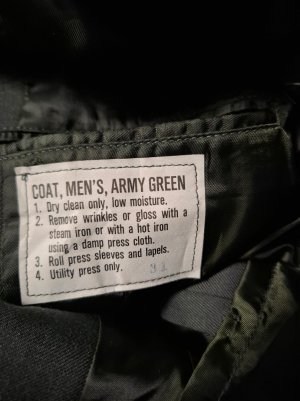 COAT, MEN'S, ARMY GREEN
1. Dry clean only, low moisture.
2. Remove wrinkles or gloss with a
steam iron or with a hot iron
using a damp press cloth.
3. Roll press sleeves and lapels.
4. Utility press only.